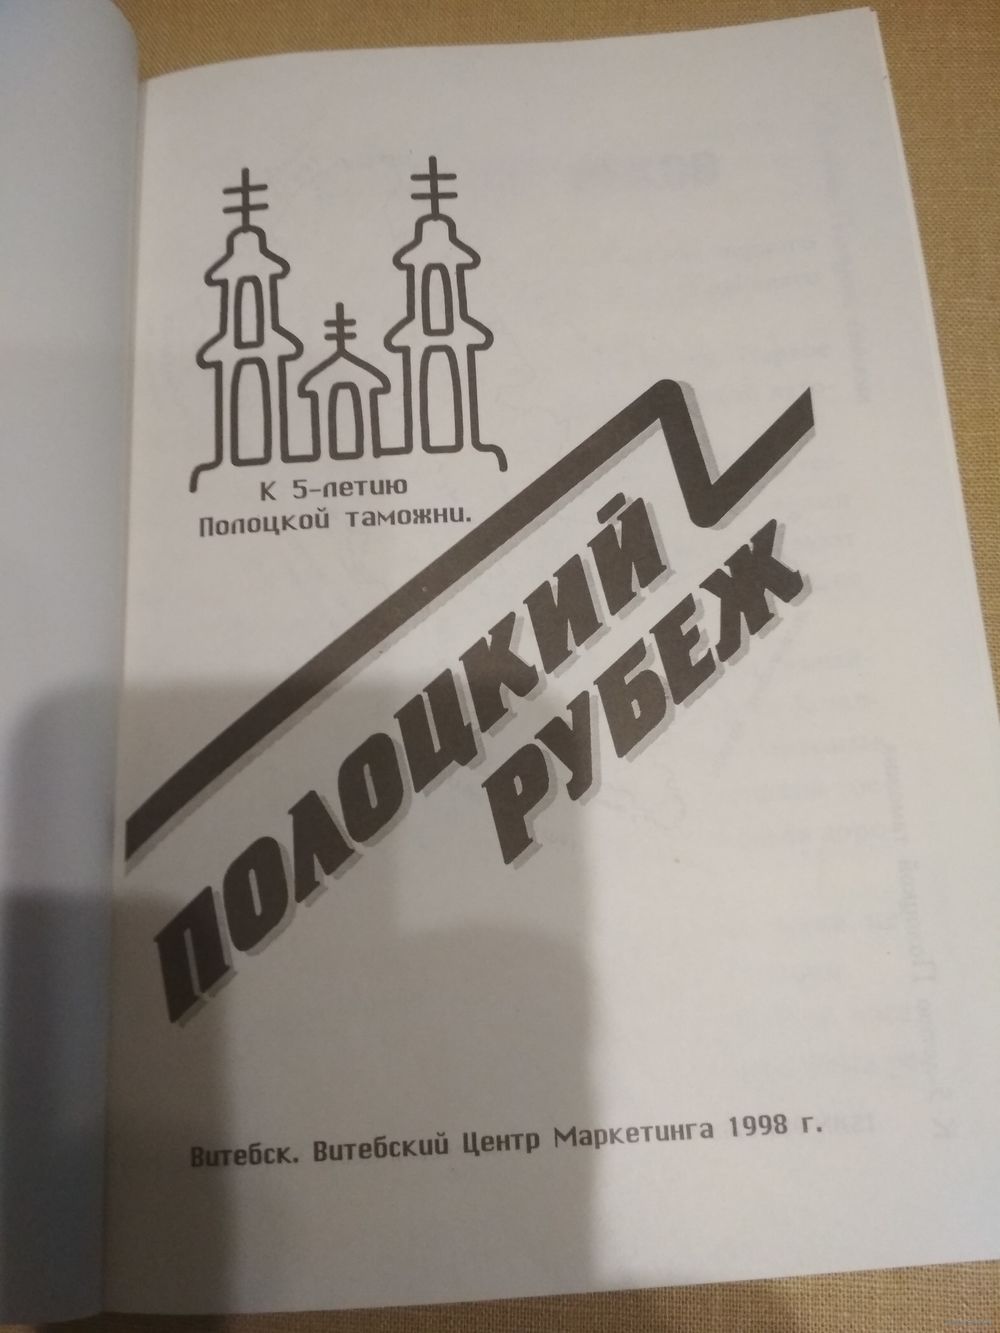 К 5-летию
Полоцкой таможни.
ПОЛОЦКИЙ
РУБЕЖ
Витебск. Витебский Центр Маркетинга 1998 г.